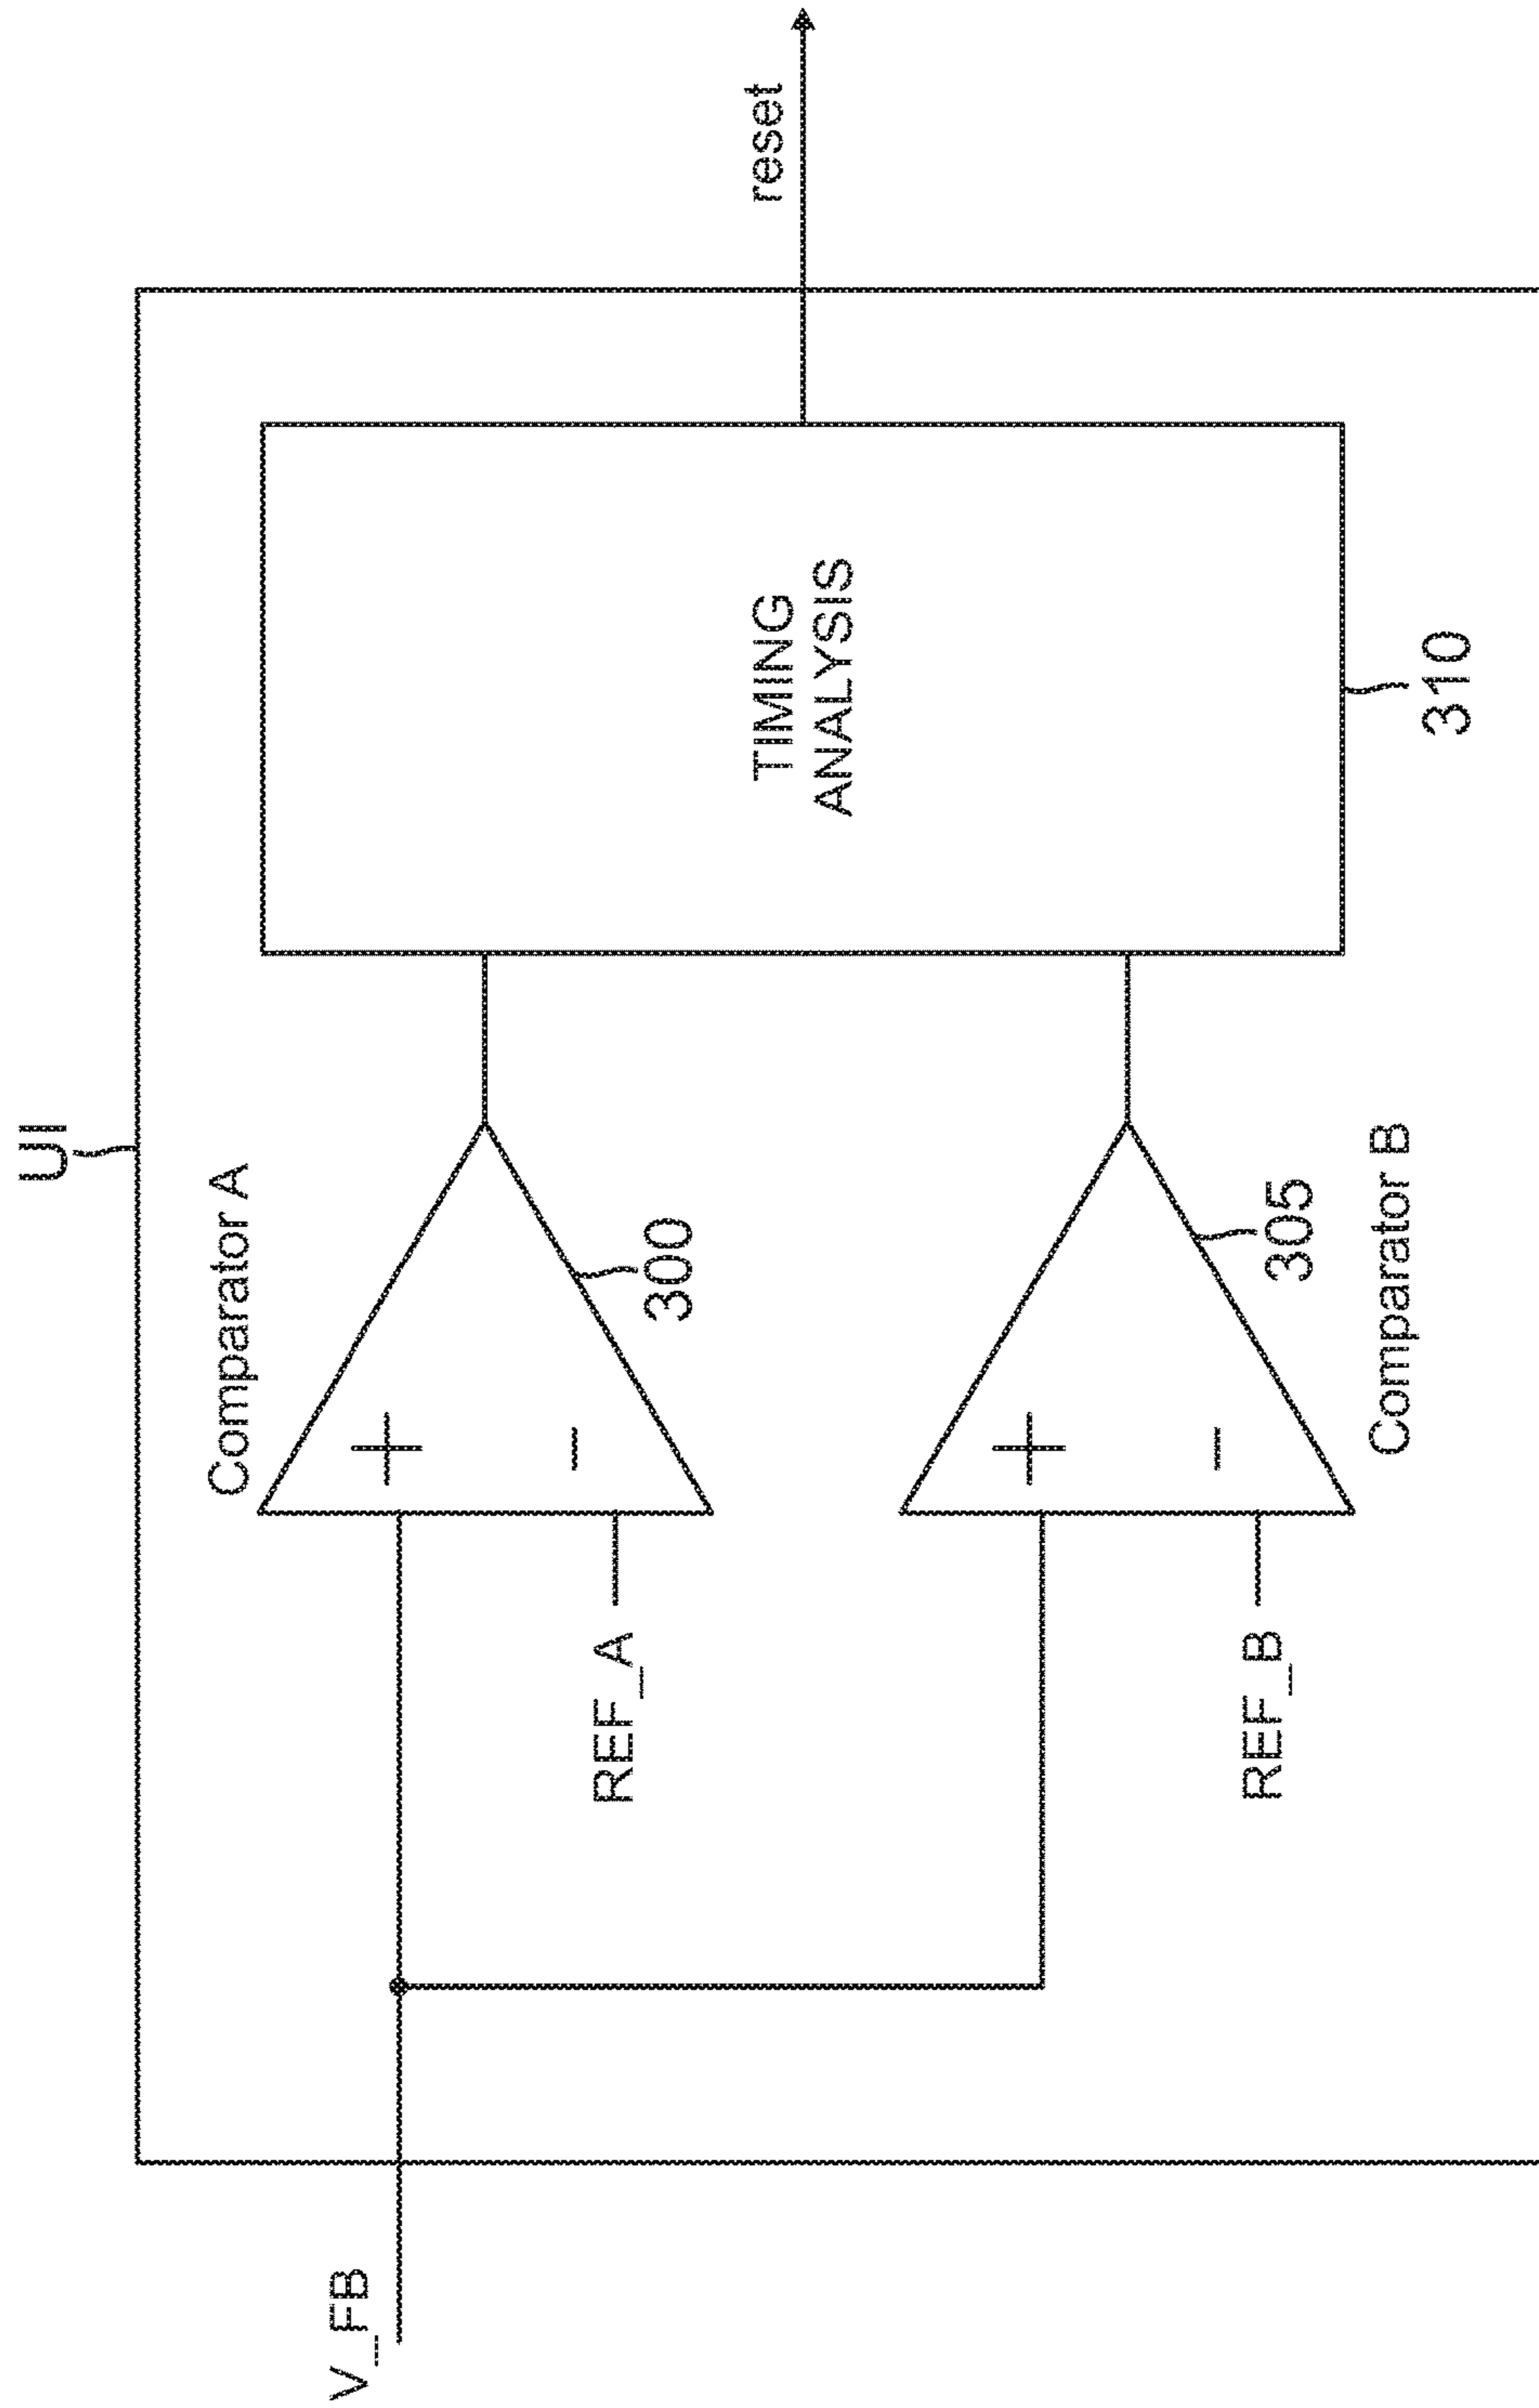 UI
Comparator A
V_FB
+
−
300
REF_A
TIMING
ANALYSIS
reset
+
−
305
REF_B
Comparator B
310